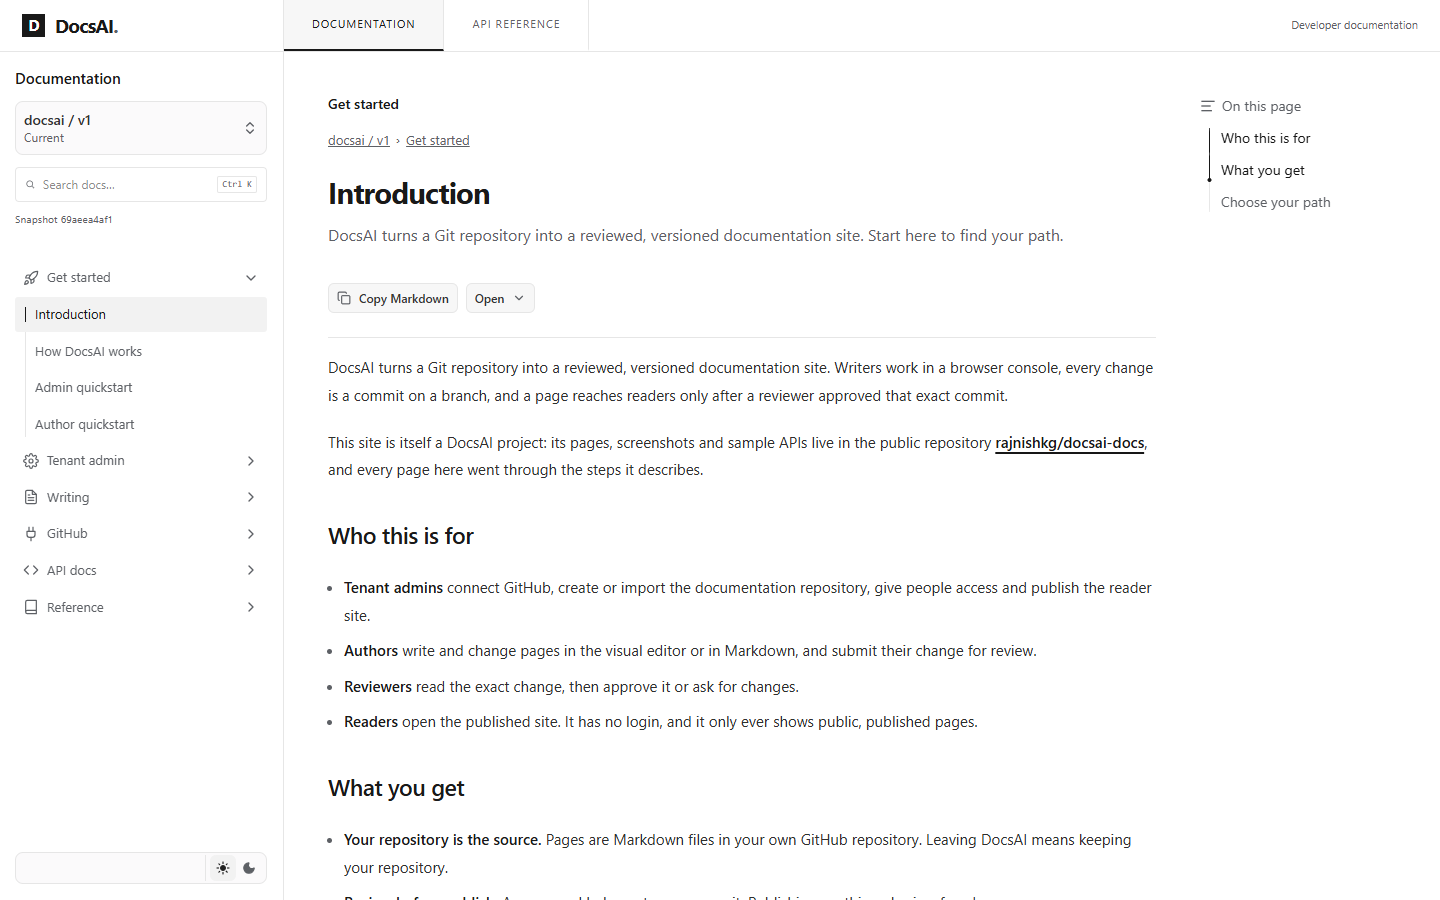 D DocsAI.
DOCUMENTATION
API REFERENCE
Developer documentation
Documentation
docsai / v1
Current
Search docs...
Ctrl K
Snapshot 69aeea4af1
Get started
Introduction
How DocsAI works
Admin quickstart
Author quickstart
Tenant admin
Writing
GitHub
API docs
Reference
Get started
docsai / v1 › Get started
Introduction
DocsAI turns a Git repository into a reviewed, versioned documentation site. Start here to find your path.
Copy Markdown
Open
DocsAI turns a Git repository into a reviewed, versioned documentation site. Writers work in a browser console, every change
is a commit on a branch, and a page reaches readers only after a reviewer approved that exact commit.
This site is itself a DocsAI project: its pages, screenshots and sample APIs live in the public repository rajnishkg/docsai-docs,
and every page here went through the steps it describes.
Who this is for
• Tenant admins connect GitHub, create or import the documentation repository, give people access and publish the reader
site.
• Authors write and change pages in the visual editor or in Markdown, and submit their change for review.
• Reviewers read the exact change, then approve it or ask for changes.
• Readers open the published site. It has no login, and it only ever shows public, published pages.
What you get
• Your repository is the source. Pages are Markdown files in your own GitHub repository. Leaving DocsAI means keeping
your repository.
On this page
Who this is for
What you get
Choose your path